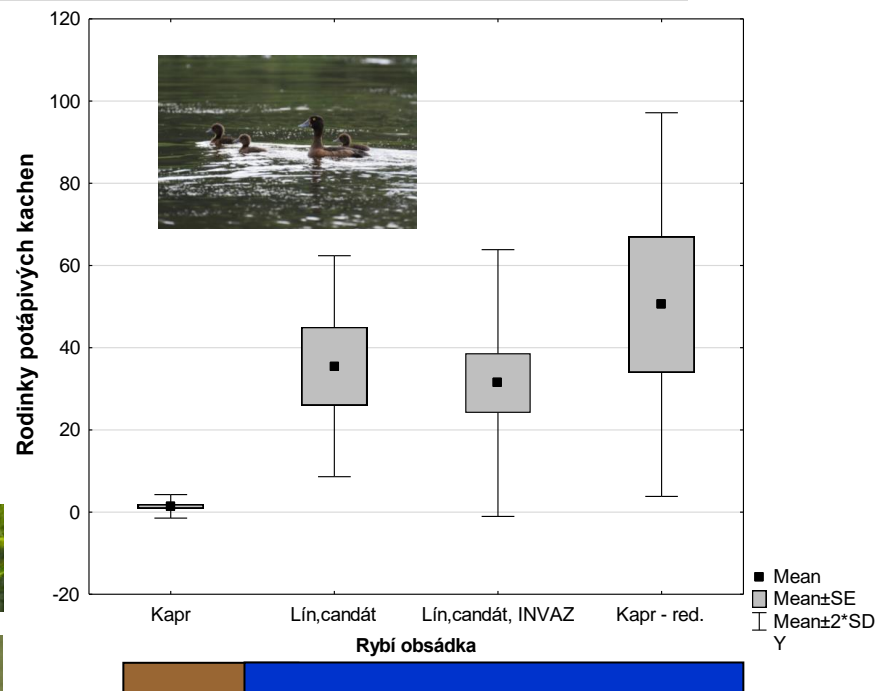 120
100
80
60
40
20
0
-20
Rodinky potápivých kachen
Kapr
Lín,candát
Lín,candát, INVAZ
Kapr - red.
Rybí obsádka
Mean
Mean±SE
Mean±2*SD
Y